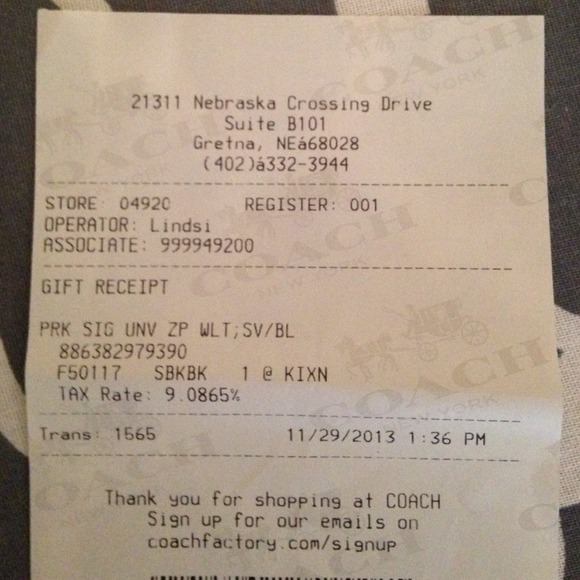 21311 Nebraska Crossing Drive
Suite B101
Gretna, NEá68028
(402)á332-3944
STORE: 04920 REGISTER: 001
OPERATOR: Lindsi
ASSOCIATE: 999949200
GIFT RECEIPT
PRK SIG UNV ZP WLT;SV/BL
886382979390
F50117 SBKBK 1 @ KIXN
TAX Rate: 9.0865%
Trans: 1565 11/29/2013 1:36 PM
Thank you for shopping at COACH
Sign up for our emails on
coachfactory.com/signup